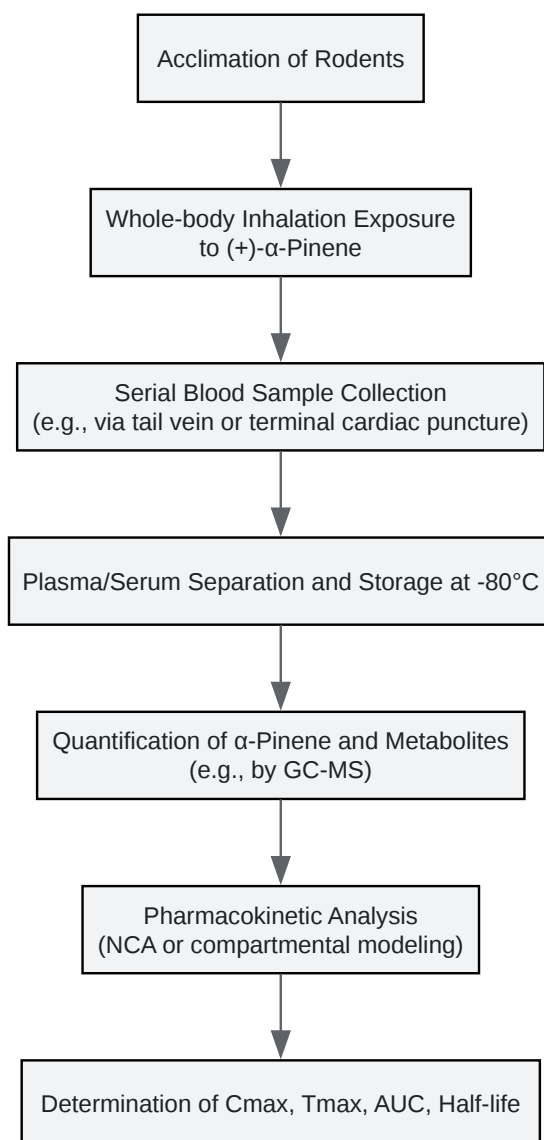 Acclimation of Rodents
Whole-body Inhalation Exposure
to (+)-α-Pinene
Serial Blood Sample Collection
(e.g., via tail vein or terminal cardiac puncture)
Plasma/Serum Separation and Storage at -80°C
Quantification of α-Pinene and Metabolites
(e.g., by GC-MS)
Pharmacokinetic Analysis
(NCA or compartmental modeling)
Determination of Cmax, Tmax, AUC, Half-life